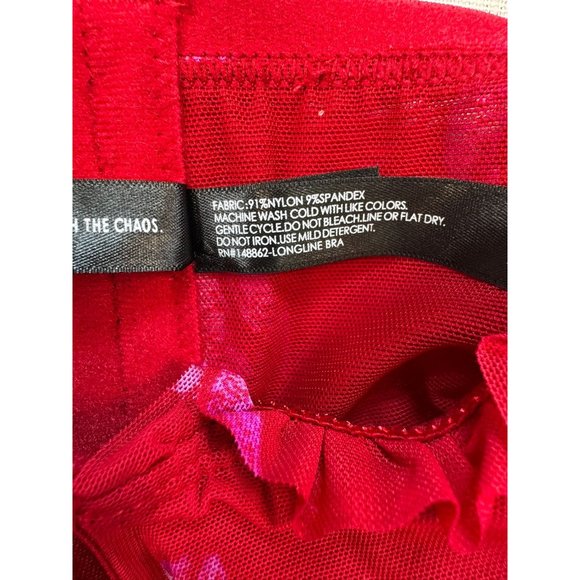 THE CHAOS.
FABRIC:91%NYLON 9%SPANDEX
MACHINE WASH COLD WITH LIKE COLORS.
GENTLE CYCLE.DO NOT BLEACH.LINE OR FLAT DRY.
DO NOT IRON.USE MILD DETERGENT.
RN#148862-LONGLINE BRA